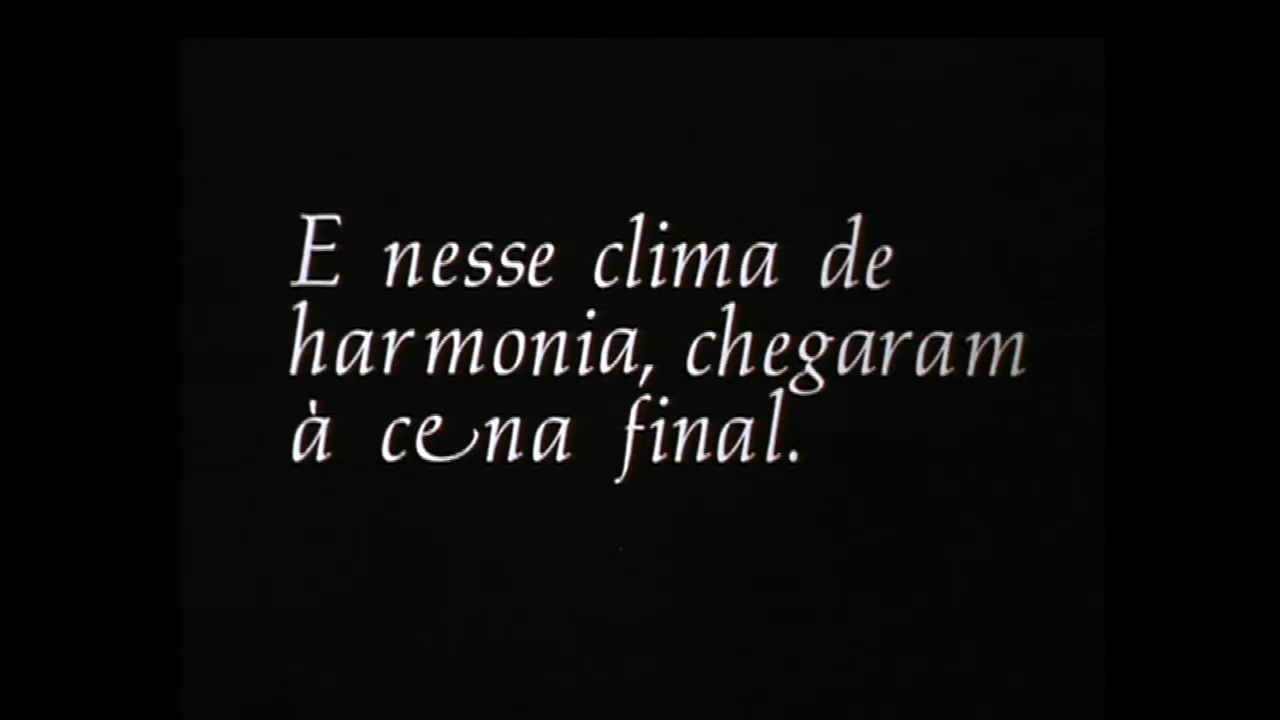 E nesse clima de
harmonia, chegaram
à cena final.